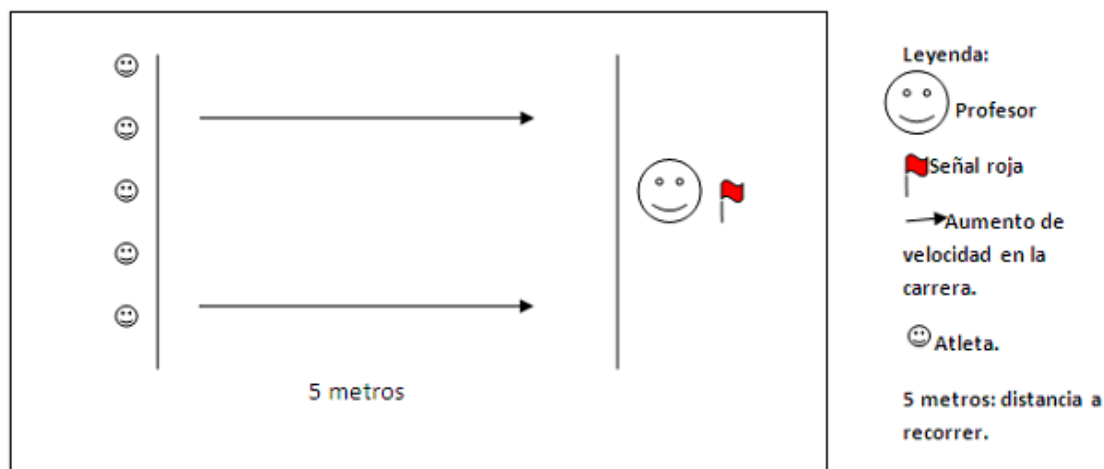 5 metros
Leyenda:
Profesor
Señal roja
Aumento de
velocidad en la
carrera.
Atleta.
5 metros: distancia a
recorrer.